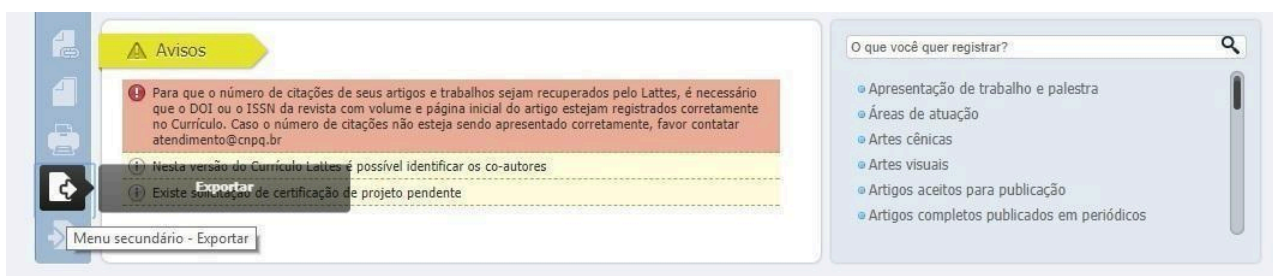 Avisos
Para que o número de citações de seus artigos e trabalhos sejam recuperados pelo Lattes, é necessário
que o DOI ou o ISSN da revista com volume e página inicial do artigo estejam registrados corretamente
no Currículo. Caso o número de citações não esteja sendo apresentado corretamente, favor contatar
atendimento@cnpq.br
Nesta versão do Currículo Lattes é possível identificar os co-autores
Existe solicitação de certificação de projeto pendente
Exportar
Menu secundário - Exportar
O que você quer registrar?
Apresentação de trabalho e palestra
Áreas de atuação
Artes cênicas
Artes visuais
Artigos aceitos para publicação
Artigos completos publicados em periódicos